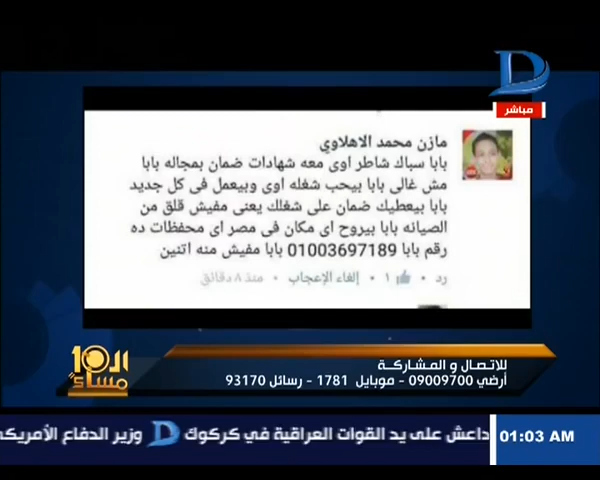 مباشر
مازن محمد الاهلاوي
بابا سباك شاطر اوى معه شهادات ضمان بمجاله بابا
مش غالى بابا بيحب شغله اوى وبيعمل فى كل جديد
بابا بيعطيك ضمان على شغلك يعنى مفيش قلق من
الصيانه بابا بيروح اى مكان فى مصر اى محفظات ده
رقم بابا 01003697189 بابا مفيش منه اتنين
رد • ١ • إلغاء الإعجاب • منذ ٨ دقائق
الـ10 مساءً
للاتصال و المشاركة
أرضي 09009700 - موبايل 1781 - رسائل 93170
داعش على يد القوات العراقية في كركوك وزير الدفاع الأمريكي
01:03 AM